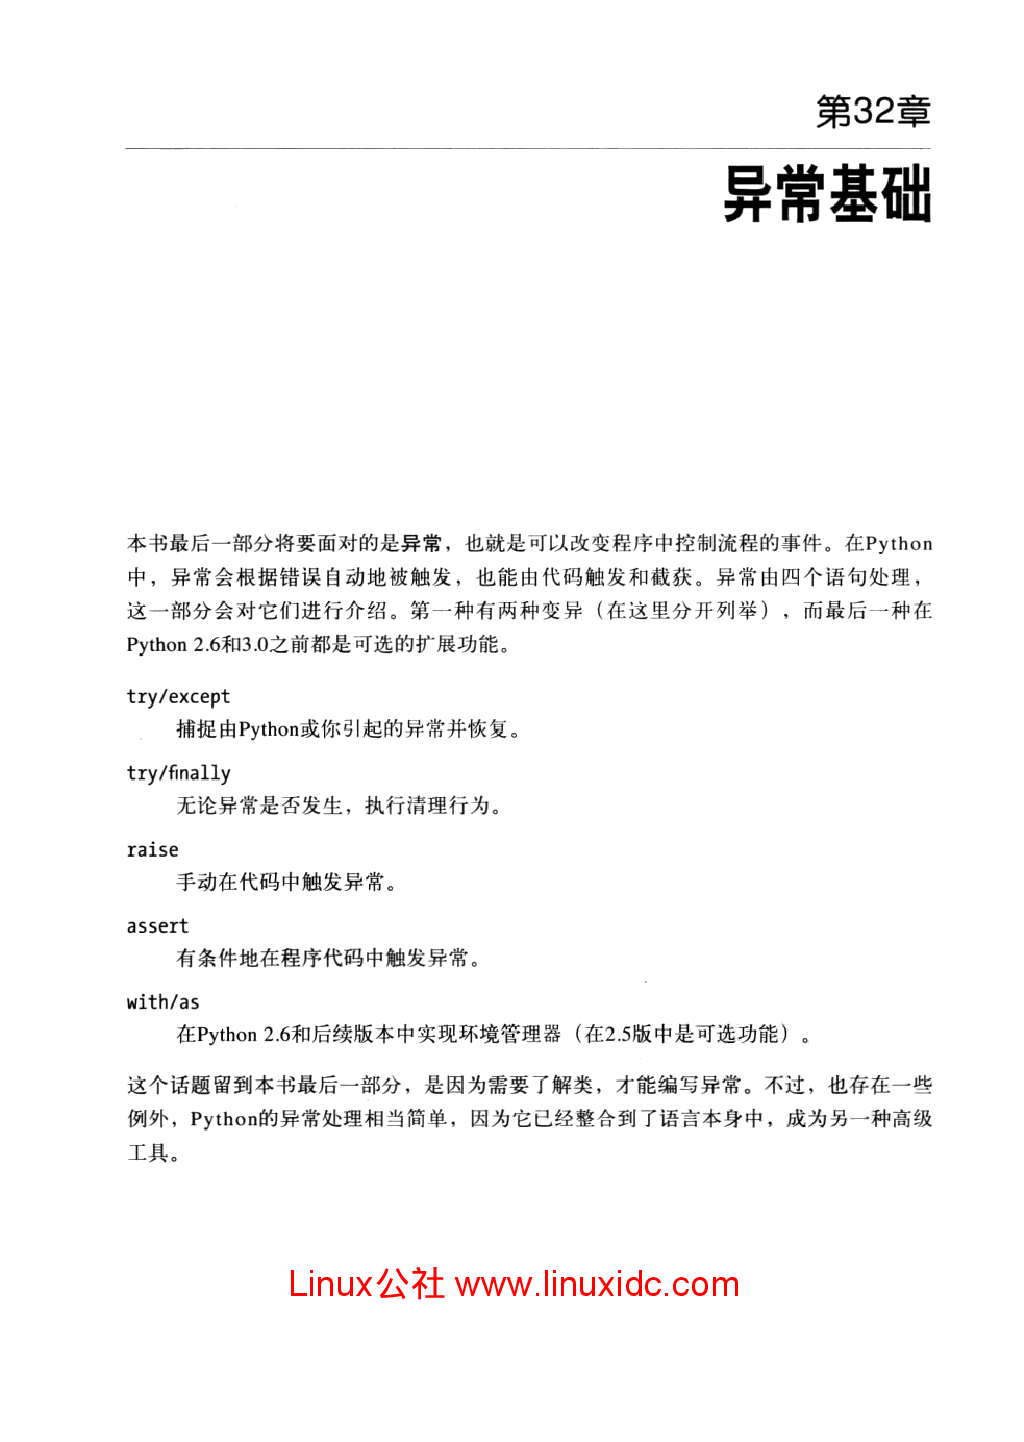 第32章
异常基础
本书最后一部分将要面对的是异常，也就是可以改变程序中控制流程的事件。在Python
中，异常会根据错误自动地被触发，也能由代码触发和截获。异常由四个语句处理，
这一部分会对它们进行介绍。第一种有两种变异（在这里分开列举），而最后一种在
Python 2.6和3.0之前都是可选的扩展功能。
try/except
捕捉由Python或你引起的异常并恢复。
try/finally
无论异常是否发生，执行清理行为。
raise
手动在代码中触发异常。
assert
有条件地在程序代码中触发异常。
with/as
在Python 2.6和后续版本中实现环境管理器（在2.5版中是可选功能）。
这个话题留到本书最后一部分，是因为需要了解类，才能编写异常。不过，也存在一些
例外，Python的异常处理相当简单，因为它已经整合到了语言本身中，成为另一种高级
工具。
Linux公社 www.linuxidc.com